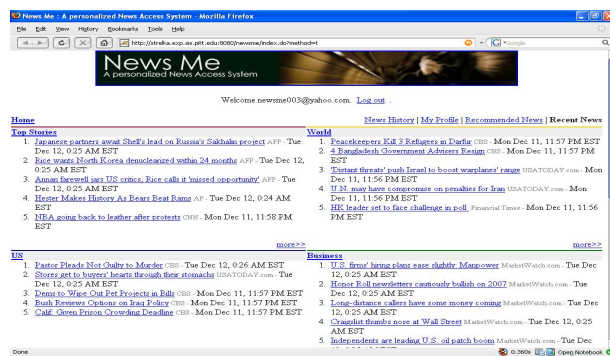 News Me : A personalized News Access System - Mozilla Firefox
File Edit View History Bookmarks Tools Help
http://strelka.exp.sis.pitt.edu:8080/newsme/index.do?method=t
Google
News Me
A personalized News Access System
Welcome newsme003@yahoo.com. Log out. .
Home
News History | My Profile | Recommended News | Recent News
Top Stories
1. Japanese partners await Shell's lead on Russia's Sakhalin project AFP - Tue
Dec 12, 0:25 AM EST
2. Rice wants North Korea denuclearized within 24 months AFP - Tue Dec 12,
0:25 AM EST
3. Annan farewell jars US critics, Rice calls it 'missed opportunity' AFP - Tue
Dec 12, 0:25 AM EST
4. Hester Makes History As Bears Beat Rams AP - Tue Dec 12, 0:24 AM
EST
5. NBA going back to leather after protests CNN - Mon Dec 11, 11:58 PM
EST
more>>
World
1. Peacekeepers Kill 3 Refugees in Darfur CBS - Mon Dec 11, 11:57 PM EST
2. 4 Bangladesh Government Advisers Resign CBS - Mon Dec 11, 11:57 PM
EST
3. 'Distant threats' push Israel to boost warplanes' range USATODAY.com - Mon
Dec 11, 11:56 PM EST
4. U.N. may have compromise on penalties for Iran USATODAY.com - Mon
Dec 11, 11:56 PM EST
5. HK leader set to face challenge in poll Financial Times - Mon Dec 11, 11:56
PM EST
more>>
US
1. Pastor Pleads Not Guilty to Murder CBS - Tue Dec 12, 0:26 AM EST
2. Stores get to buyers' hearts through their stomachs USATODAY.com - Tue
Dec 12, 0:25 AM EST
3. Dems to Wipe Out Pet Projects in Bills CBS - Mon Dec 11, 11:57 PM EST
4. Bush Reviews Options on Iraq Policy CBS - Mon Dec 11, 11:57 PM EST
5. Calif. Given Prison Crowding Deadline CBS - Mon Dec 11, 11:57 PM EST
Business
1. U.S. firms' hiring plans ease slightly: Manpower MarketWatch.com - Tue Dec
12, 0:25 AM EST
2. Honor Roll newsletters cautiously bullish on 2007 MarketWatch.com - Tue
Dec 12, 0:25 AM EST
3. Long-distance callers have some money coming MarketWatch.com - Tue
Dec 12, 0:25 AM EST
4. Craigslist thumbs nose at Wall Street MarketWatch.com - Tue Dec 12, 0:25
AM EST
5. Independents are leading U.S. oil patch boom MarketWatch.com - Tue Dec
Done
0.360s
Open Notebook